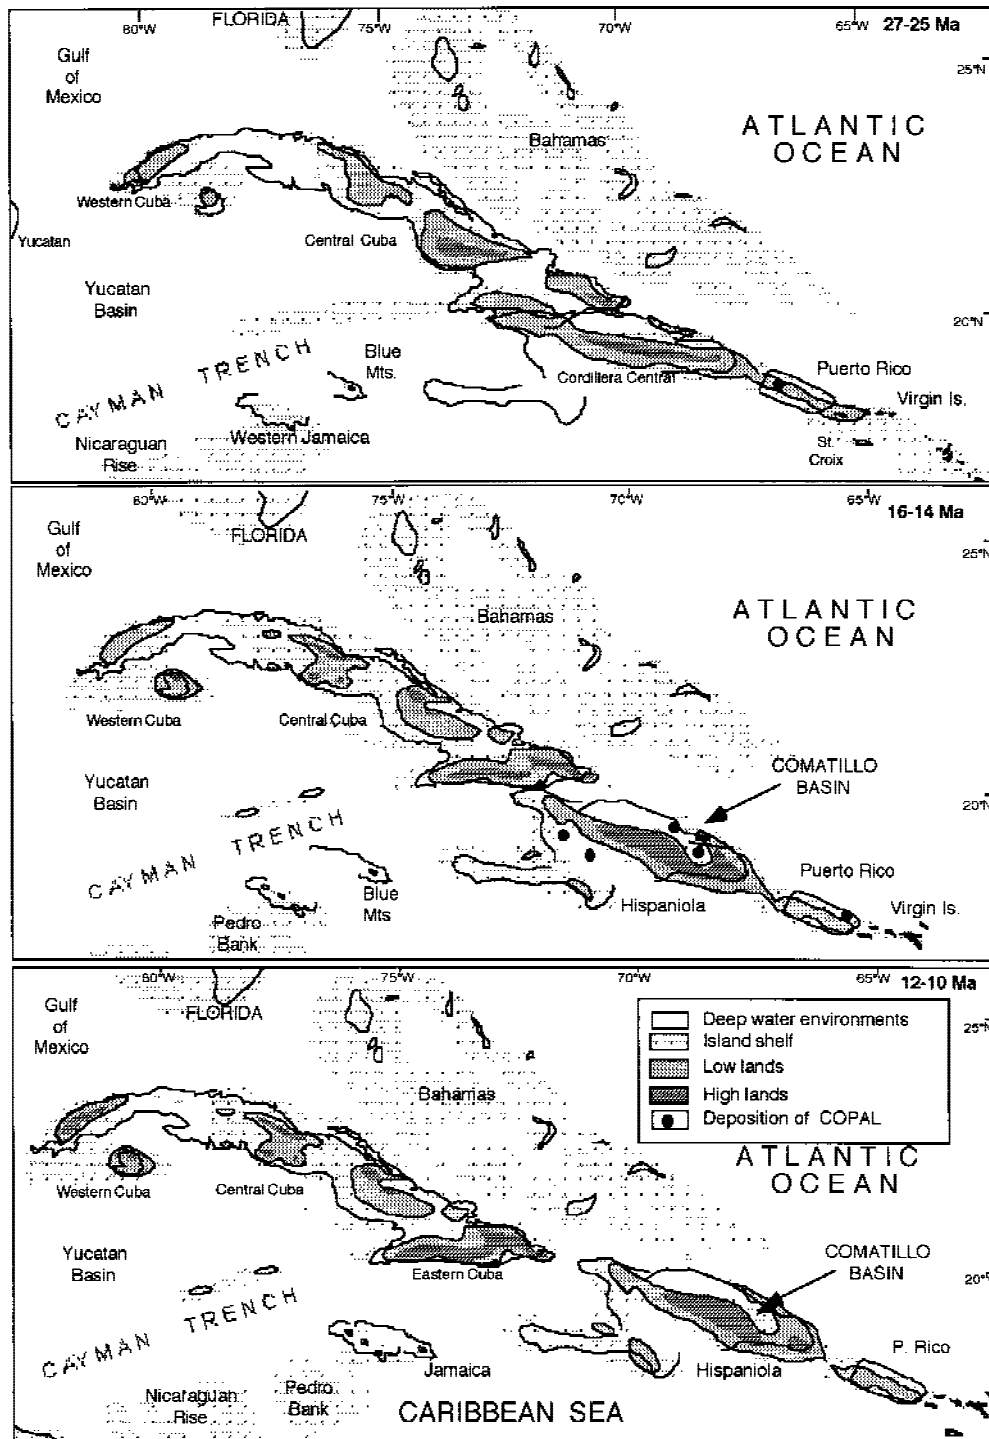 FLORIDA
80°W
75°W
70°W
65°W
27-25 Ma
Gulf
of
Mexico
25°N
Bahamas
ATLANTIC
OCEAN
Western Cuba
Yucatan
Central Cuba
Yucatan
Basin
20°N
CAYMAN TRENCH
Blue
Mts.
Cordillera Central
Puerto Rico
Virgin Is.
Nicaraguan
Rise
Western Jamaica
St.
Croix
80°W
75°W
70°W
65°W
16-14 Ma
Gulf
of
Mexico
FLORIDA
25°N
Bahamas
ATLANTIC
OCEAN
Western Cuba
Central Cuba
Yucatan
Basin
COMATILLO
BASIN
20°N
CAYMAN TRENCH
Blue
Mts
Hispaniola
Puerto Rico
Virgin Is.
Pedro
Bank
80°W
75°W
70°W
65°W
12-10 Ma
Gulf
of
Mexico
FLORIDA
25°N
Deep water environments
Island shelf
Low lands
High lands
Deposition of COPAL
Bahamas
ATLANTIC
OCEAN
Western Cuba
Central Cuba
Yucatan
Basin
Eastern Cuba
COMATILLO
BASIN
20°N
CAYMAN TRENCH
Jamaica
Hispaniola
P. Rico
Nicaraguan
Rise
Pedro
Bank
CARIBBEAN SEA